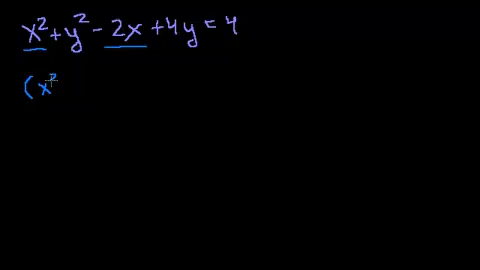 x² + y² - 2x + 4y = 4
(x²